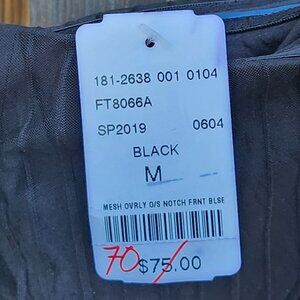 181-2638 001 0104
FT8066A
SP2019 0604
BLACK
M
MESH OVRLY O/S NOTCH FRNT BLSE
70 $75.00